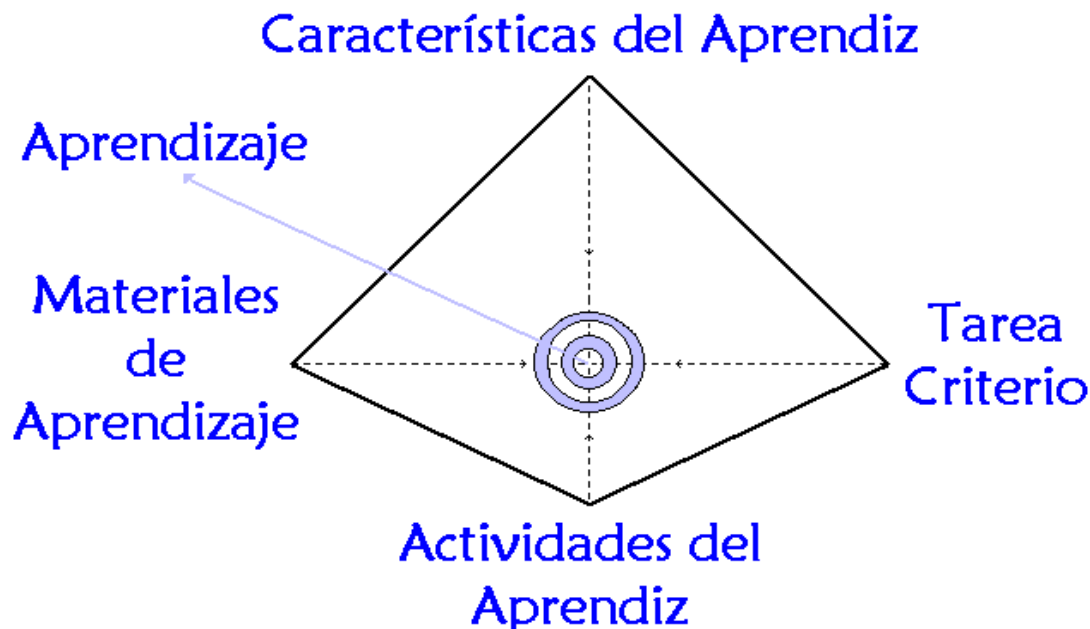 Características del Aprendiz
Aprendizaje
Materiales
de
Aprendizaje
Tarea
Criterio
Actividades del
Aprendiz